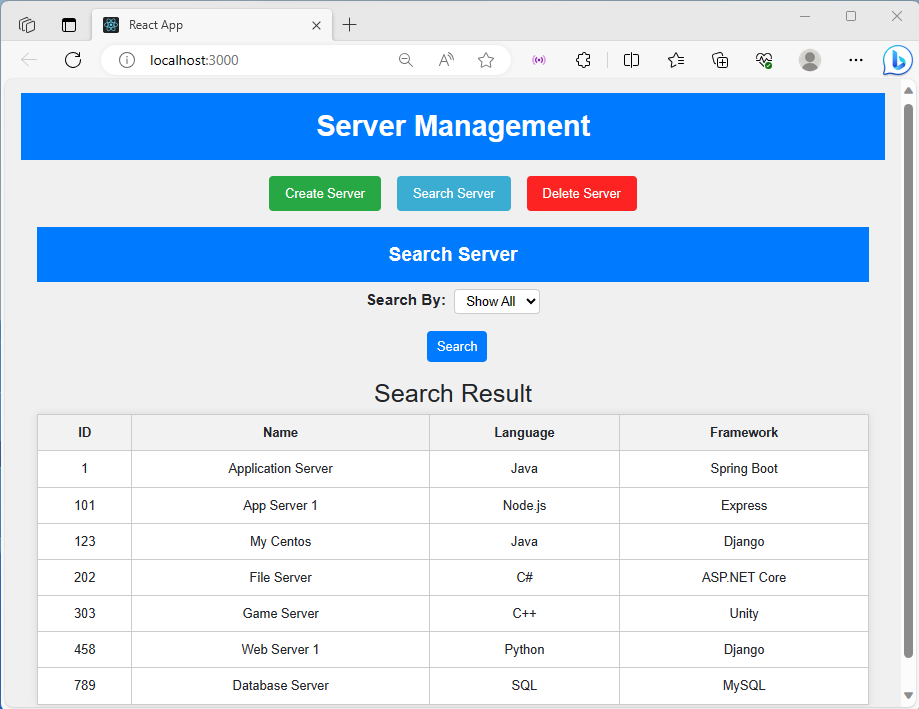 React App
localhost:3000
Server Management
Create Server Search Server Delete Server
Search Server
Search By: Show All
Search
Search Result
ID Name Language Framework
1 Application Server Java Spring Boot
101 App Server 1 Node.js Express
123 My Centos Java Django
202 File Server C# ASP.NET Core
303 Game Server C++ Unity
458 Web Server 1 Python Django
789 Database Server SQL MySQL